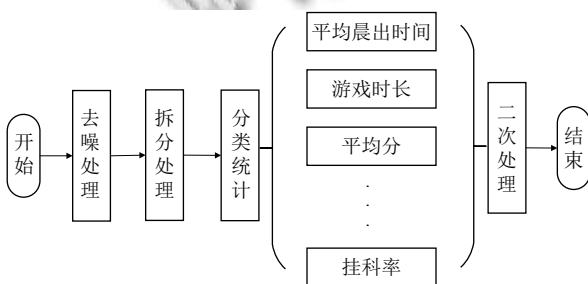 开始
去噪处理
拆分处理
分类统计
平均晨出时间
游戏时长
平均分
挂科率
二次处理
结束